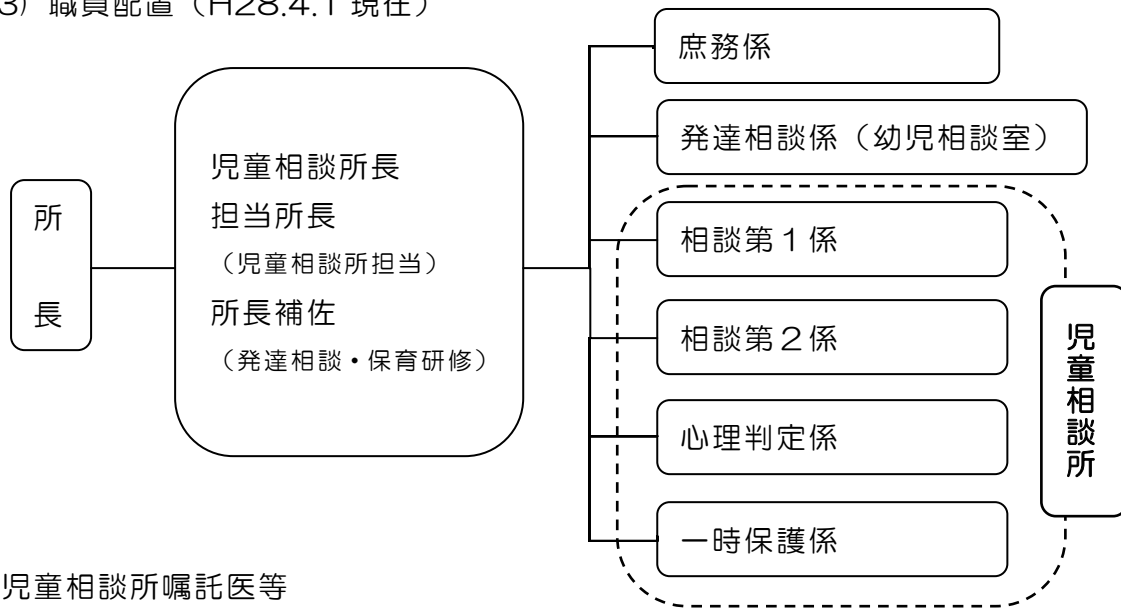 3) 職員配置（H28.4.1 現在）
所長
児童相談所長
担当所長
（児童相談所担当）
所長補佐
（発達相談・保育研修）
庶務係
発達相談係（幼児相談室）
相談第１係
相談第２係
心理判定係
一時保護係
児童相談所
児童相談所嘱託医等